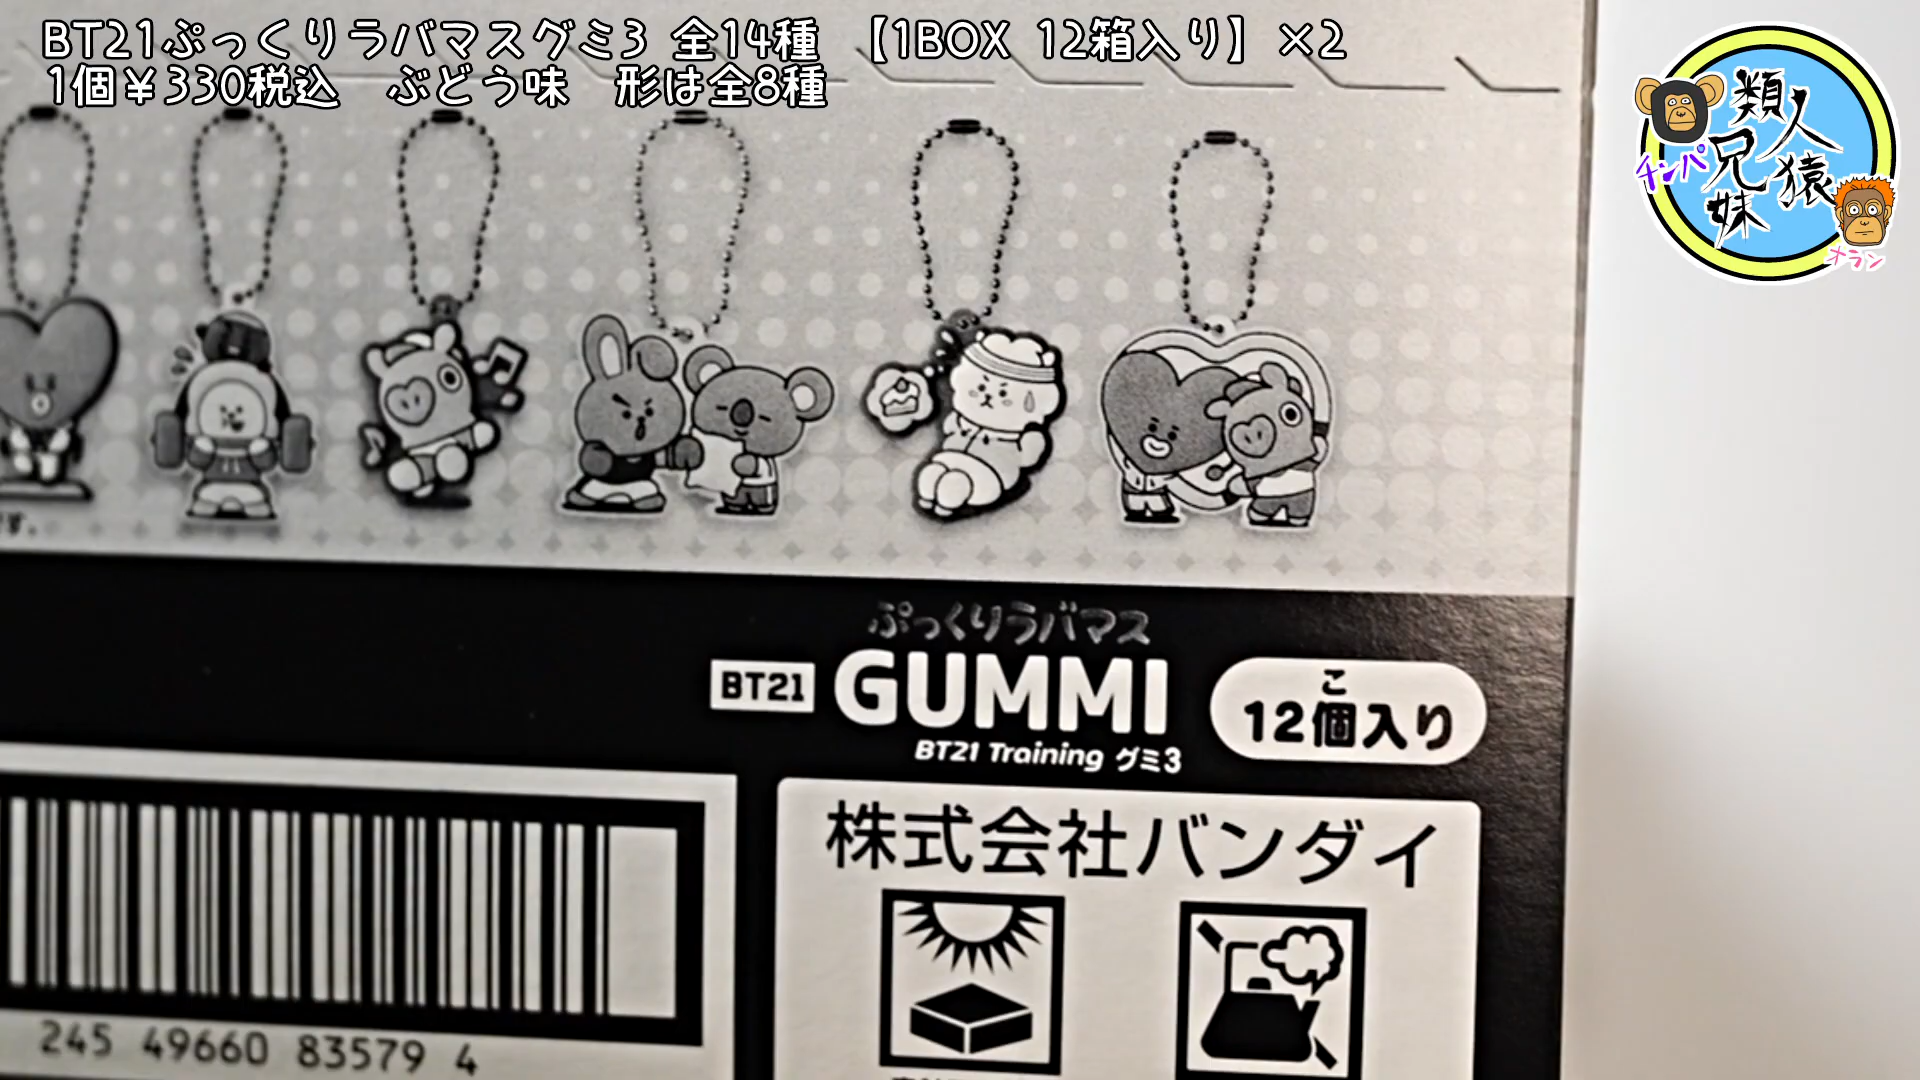 BT21ぷっくりラバマスグミ3 全14種 【1BOX 12箱入り】×2
1個￥330税込 ぶどう味 形は全8種
類人猿
兄妹
チンパ
オラン
す。
ぷっくりラバマス
BT21 GUMMI
BT21 Training グミ3
こ
12個入り
株式会社バンダイ
245 49660 83579 4